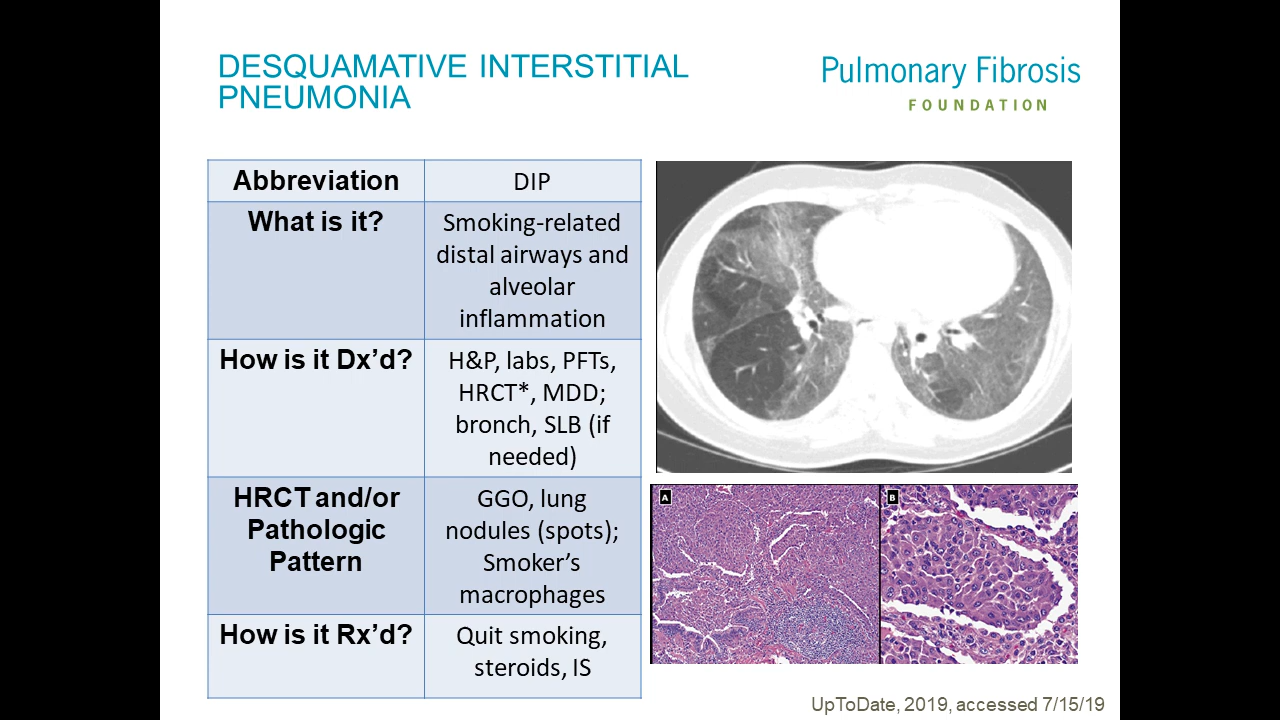 DESQUAMATIVE INTERSTITIAL
PNEUMONIA
Pulmonary Fibrosis
FOUNDATION
Abbreviation
DIP
What is it?
Smoking-related
distal airways and
alveolar
inflammation
How is it Dx’d?
H&P, labs, PFTs,
HRCT*, MDD;
bronch, SLB (if
needed)
HRCT and/or
Pathologic
Pattern
GGO, lung
nodules (spots);
Smoker’s
macrophages
How is it Rx’d?
Quit smoking,
steroids, IS
A
B
UpToDate, 2019, accessed 7/15/19